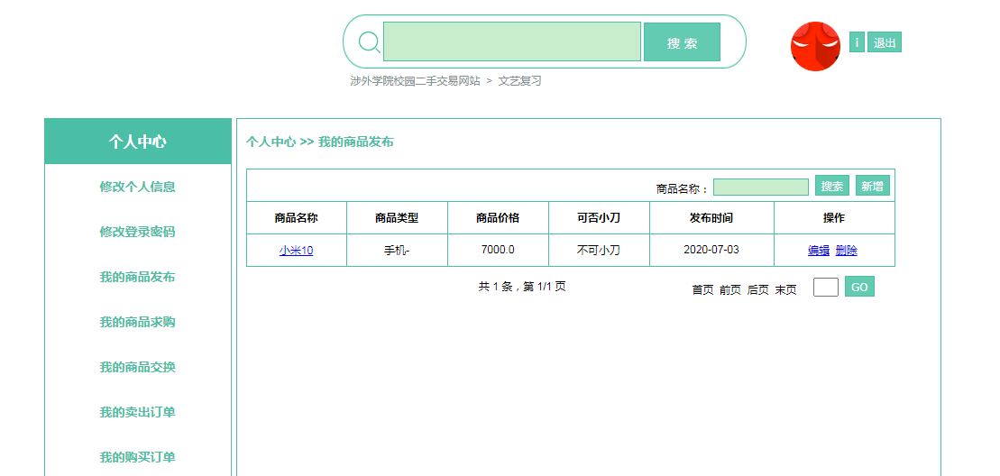 搜 索
i 退出
涉外学院校园二手交易网站 > 文艺复习
个人中心
修改个人信息
修改登录密码
我的商品发布
我的商品求购
我的商品交换
我的卖出订单
我的购买订单
个人中心 >> 我的商品发布
商品名称： 搜索 新增
商品名称 商品类型 商品价格 可否小刀 发布时间 操作
小米10 手机- 7000.0 不可小刀 2020-07-03 编辑 删除
共 1 条，第 1/1 页
首页 前页 后页 末页 GO